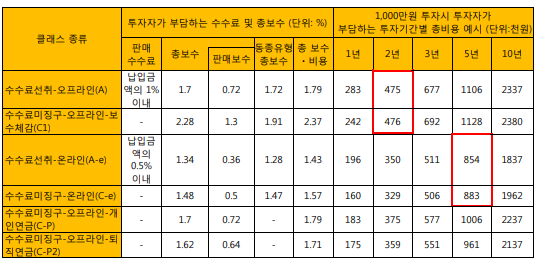 클래스 종류
투자자가 부담하는 수수료 및 총보수 (단위: %)
1,000만원 투자시 투자자가
부담하는 투자기간별 총비용 예시 (단위:천원)
판매
수수료
총보수
판매보수
동종유형
총보수
총 보수
·비용
1년
2년
3년
5년
10년
수수료선취-오프라인(A)
납입금
액의 1%
이내
1.7
0.72
1.72
1.79
283
475
677
1106
2337
수수료미징구-오프라인-보
수체감(C1)
-
2.28
1.3
1.91
2.37
242
476
692
1128
2380
수수료선취-온라인(A-e)
납입금
액의
0.5%
이내
1.34
0.36
1.28
1.43
196
350
511
854
1837
수수료미징구-온라인(C-e)
-
1.48
0.5
1.47
1.57
160
329
506
883
1962
수수료미징구-오프라인-개
인연금(C-P)
-
1.7
0.72
-
1.79
183
375
577
1006
2237
수수료미징구-오프라인-퇴
직연금(C-P2)
-
1.62
0.64
-
1.71
175
359
551
961
2137